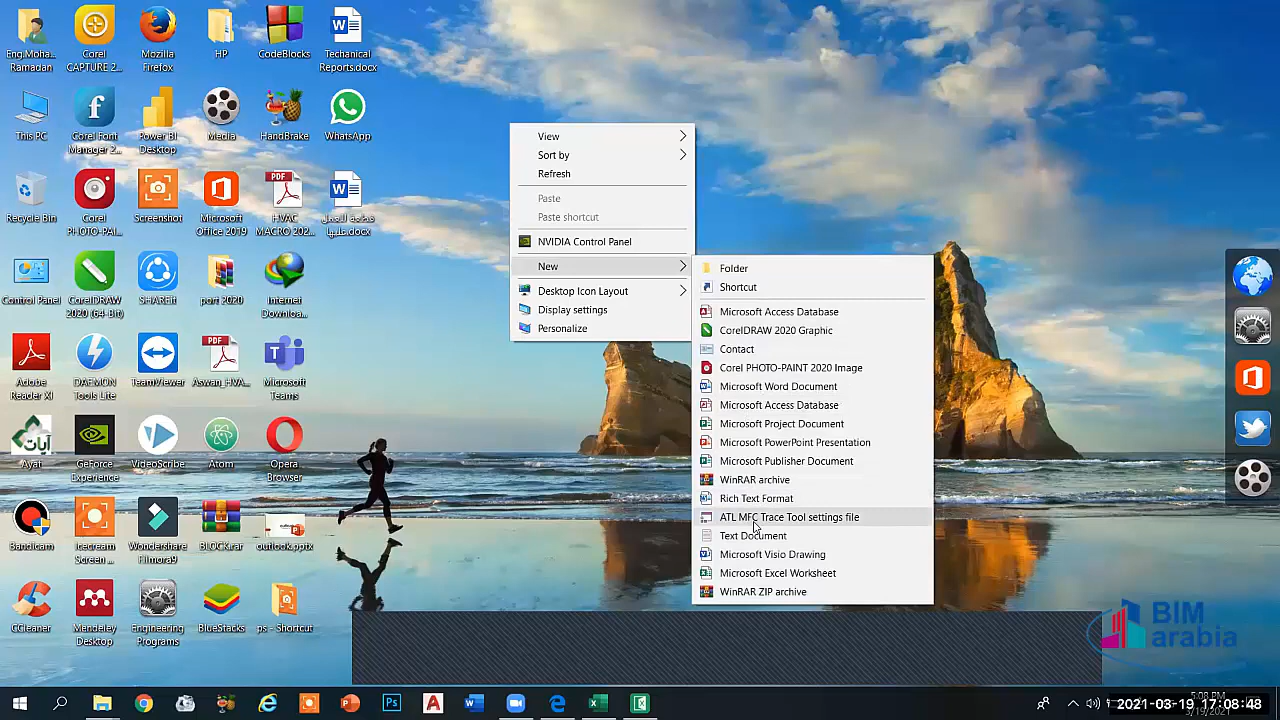 Eng.Moha...
Ramadan
Corel
CAPTURE 2...
Mozilla
Firefox
HP
CodeBlocks
Techanical
Reports.docx
This PC
Corel Font
Manager 2...
Power BI
Desktop
Media
HandBrake
WhatsApp
Recycle Bin
Corel
PHOTO-PAI...
Screenshot
Microsoft
Office 2019
PDF
HVAC
MACRO 202...
Control Panel
CorelDRAW
2020 (64-Bit)
SHAREit
port 2020
Internet
Downloa...
Adobe
Reader XI
DAEMON
Tools Lite
TeamViewer
PDF
Aswan_HVA...
Microsoft
Teams
Ayat
GeForce
Experience
VideoScribe
Atom
Opera
Browser
Bandicam
Icecream
Screen ...
Wondershare
Filmora9
BLOCK.rar
outlook.pptx
CCleaner
Mendeley
Desktop
Engineering
Programs
BlueStacks
ps - Shortcut
View
Sort by
Refresh
Paste
Paste shortcut
NVIDIA Control Panel
New
Desktop Icon Layout
Display settings
Personalize
Folder
Shortcut
Microsoft Access Database
CorelDRAW 2020 Graphic
Contact
Corel PHOTO-PAINT 2020 Image
Microsoft Word Document
Microsoft Access Database
Microsoft Project Document
Microsoft PowerPoint Presentation
Microsoft Publisher Document
WinRAR archive
Rich Text Format
ATL MFC Trace Tool settings file
Text Document
Microsoft Visio Drawing
Microsoft Excel Worksheet
WinRAR ZIP archive
BIM
arabia
5:08 PM
2021-03-19 17:08:48